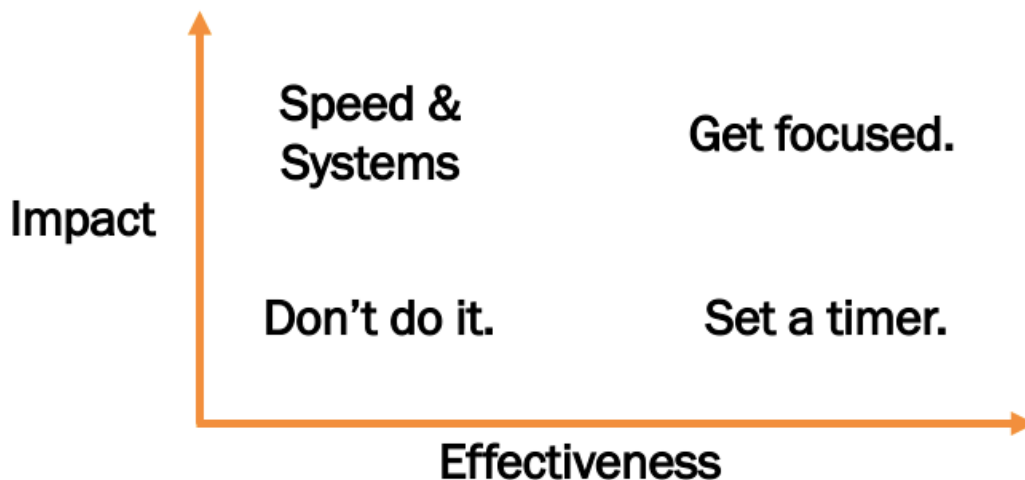 Speed &
Systems
Get focused.
Impact
Don’t do it.
Set a timer.
Effectiveness